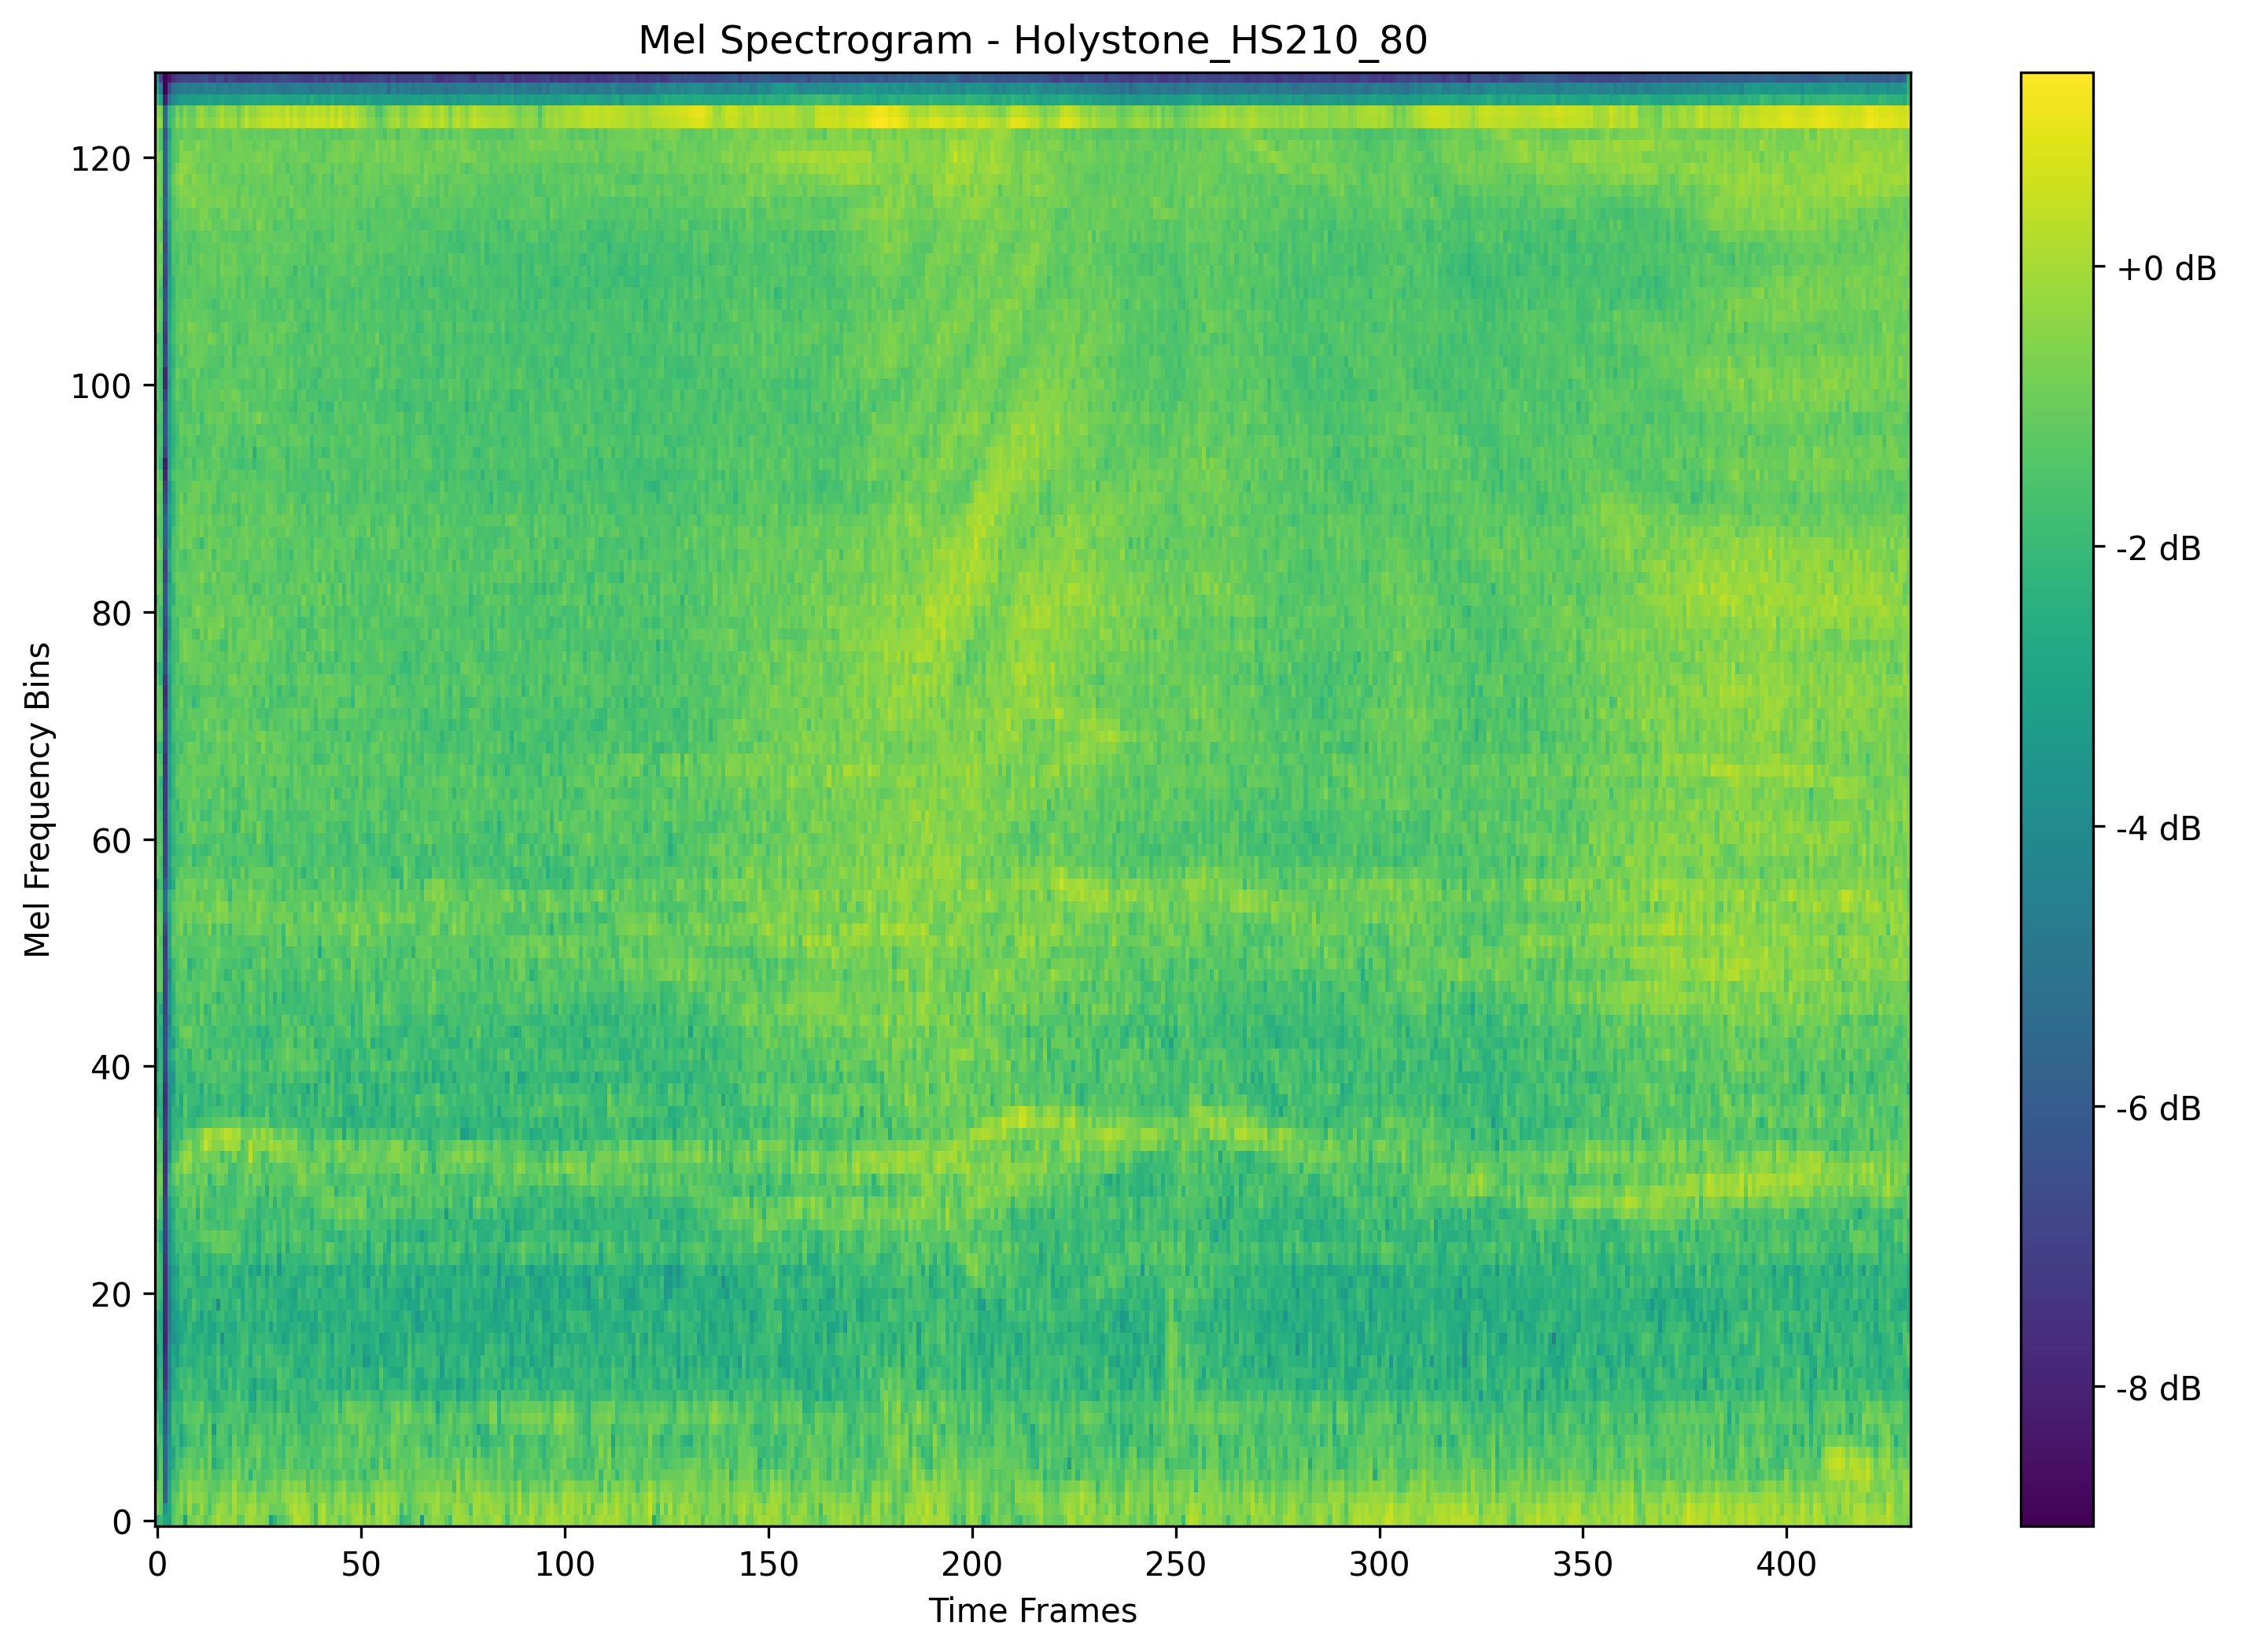 Mel Spectrogram - Holystone_HS210_80
Mel Frequency Bins
120
100
80
60
40
20
0
0 50 100 150 200 250 300 350 400
Time Frames
+0 dB
-2 dB
-4 dB
-6 dB
-8 dB